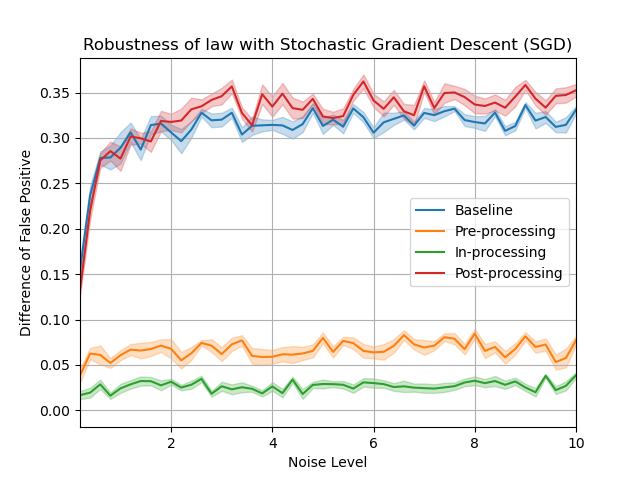 Robustness of law with Stochastic Gradient Descent (SGD)
Difference of False Positive
0.35
0.30
0.25
0.20
0.15
0.10
0.05
0.00
Baseline
Pre-processing
In-processing
Post-processing
2 4 6 8 10
Noise Level